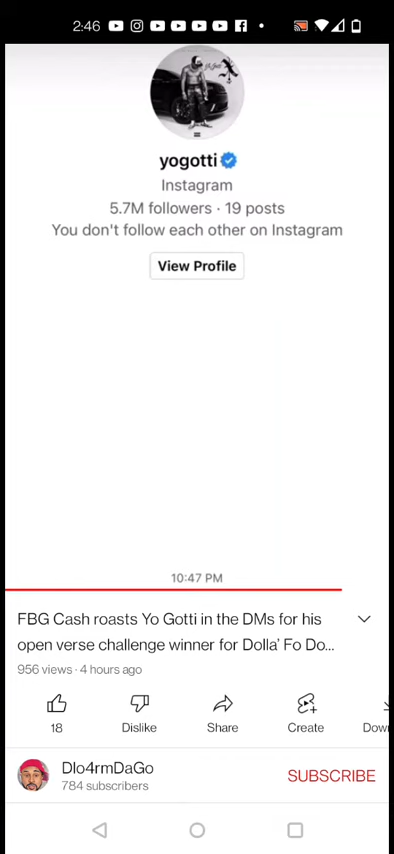 2:46
yogotti
Instagram
5.7M followers · 19 posts
You don't follow each other on Instagram
View Profile
10:47 PM
FBG Cash roasts Yo Gotti in the DMs for his
open verse challenge winner for Dolla' Fo Do...
956 views · 4 hours ago
18 Dislike Share Create Down
Dlo4rmDaGo
784 subscribers
SUBSCRIBE